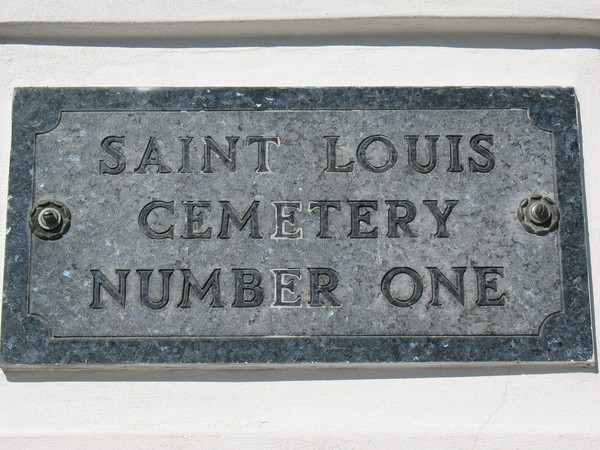 SAINT LOUIS
CEMETERY
NUMBER ONE